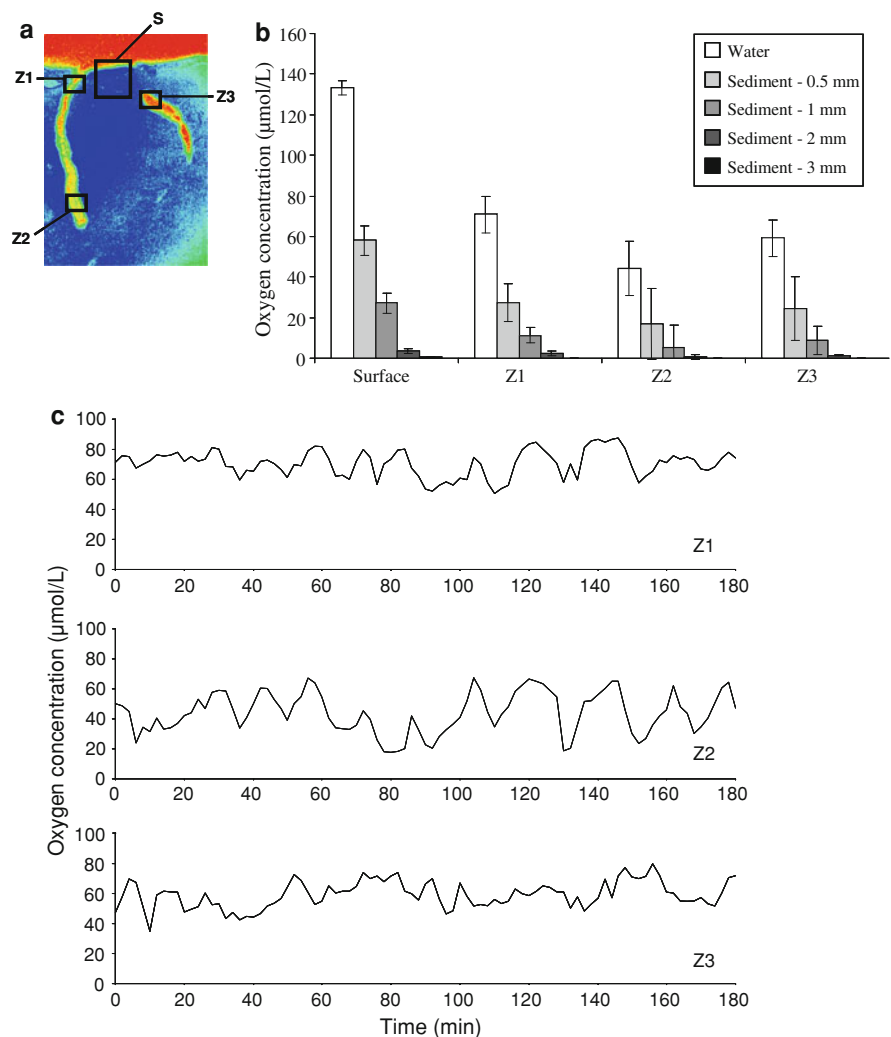 a
S
Z1
Z3
Z2
b
Oxygen concentration (µmol/L)
160
140
120
100
80
60
40
20
0
Surface
Z1
Z2
Z3
Water
Sediment - 0.5 mm
Sediment - 1 mm
Sediment - 2 mm
Sediment - 3 mm
c
Oxygen concentration (µmol/L)
100
80
60
40
20
0
0 20 40 60 80 100 120 140 160 180
Z1
100
80
60
40
20
0
0 20 40 60 80 100 120 140 160 180
Z2
100
80
60
40
20
0
0 20 40 60 80 100 120 140 160 180
Z3
Time (min)